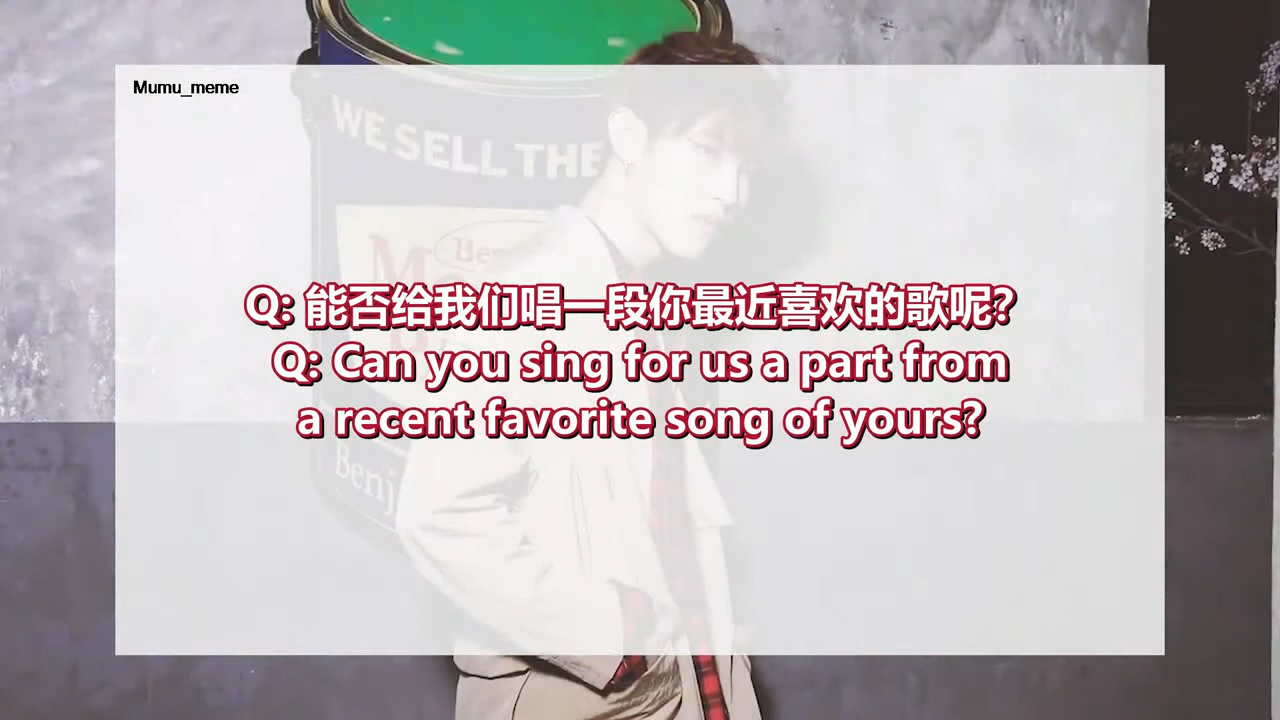 Mumu_meme
WE SELL THE
Q: 能否给我们唱一段你最近喜欢的歌呢?
Q: Can you sing for us a part from
a recent favorite song of yours?